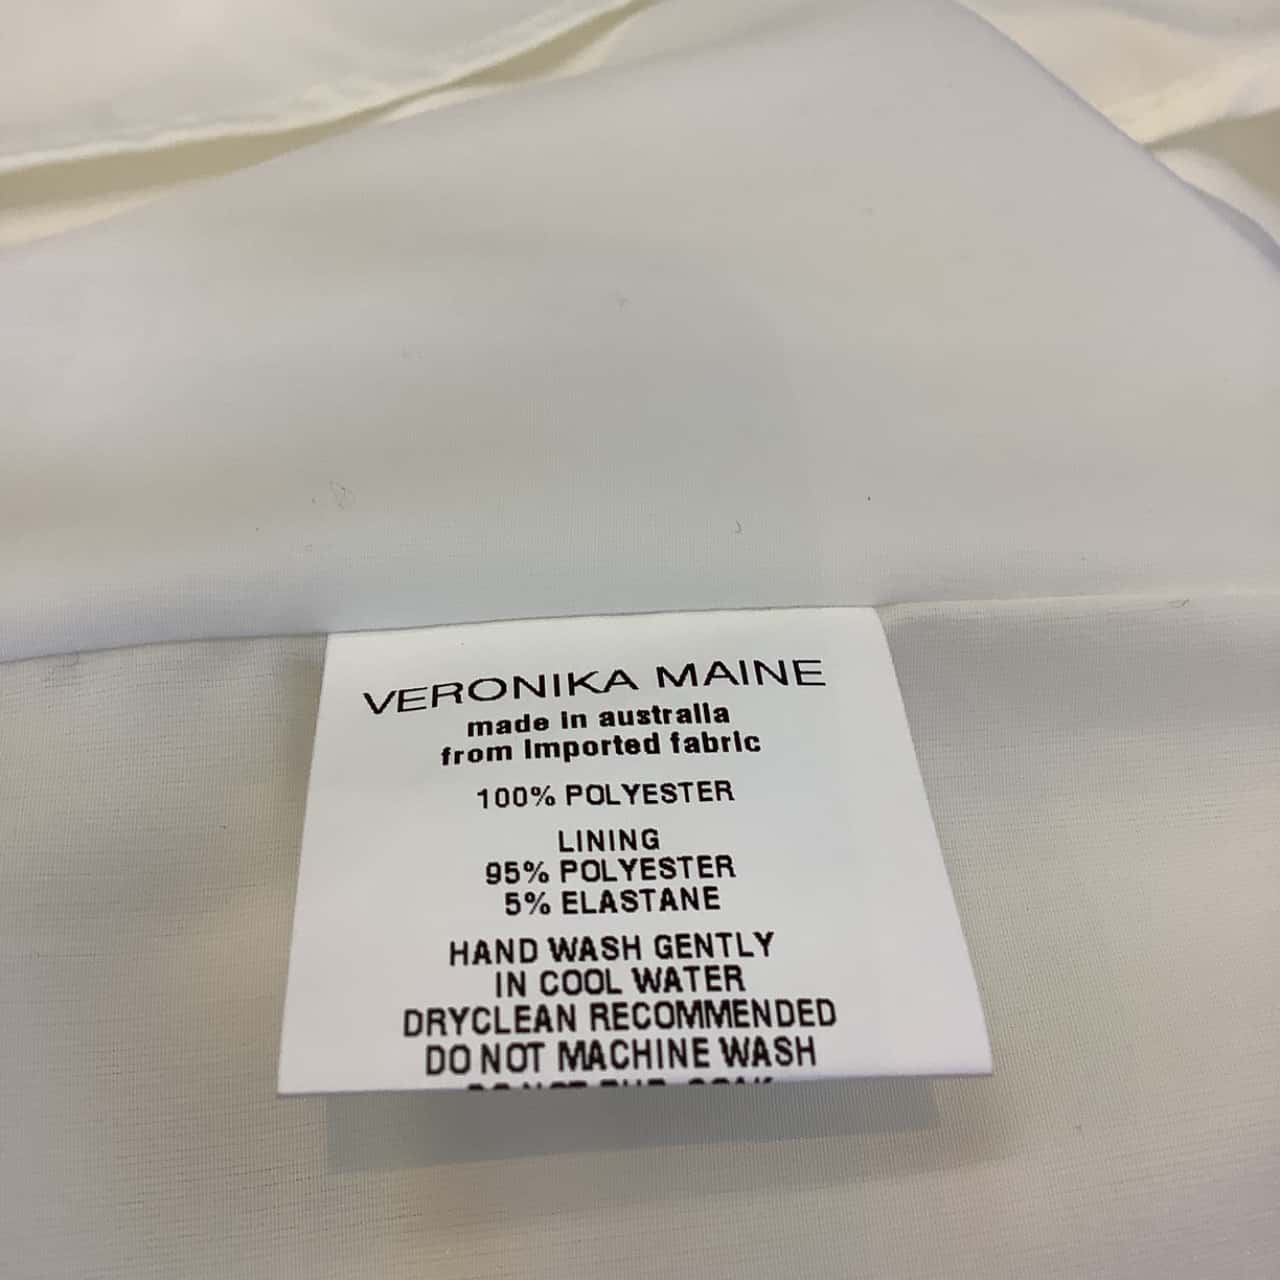 VERONIKA MAINE
made in australia
from imported fabric
100% POLYESTER
LINING
95% POLYESTER
5% ELASTANE
HAND WASH GENTLY
IN COOL WATER
DRYCLEAN RECOMMENDED
DO NOT MACHINE WASH